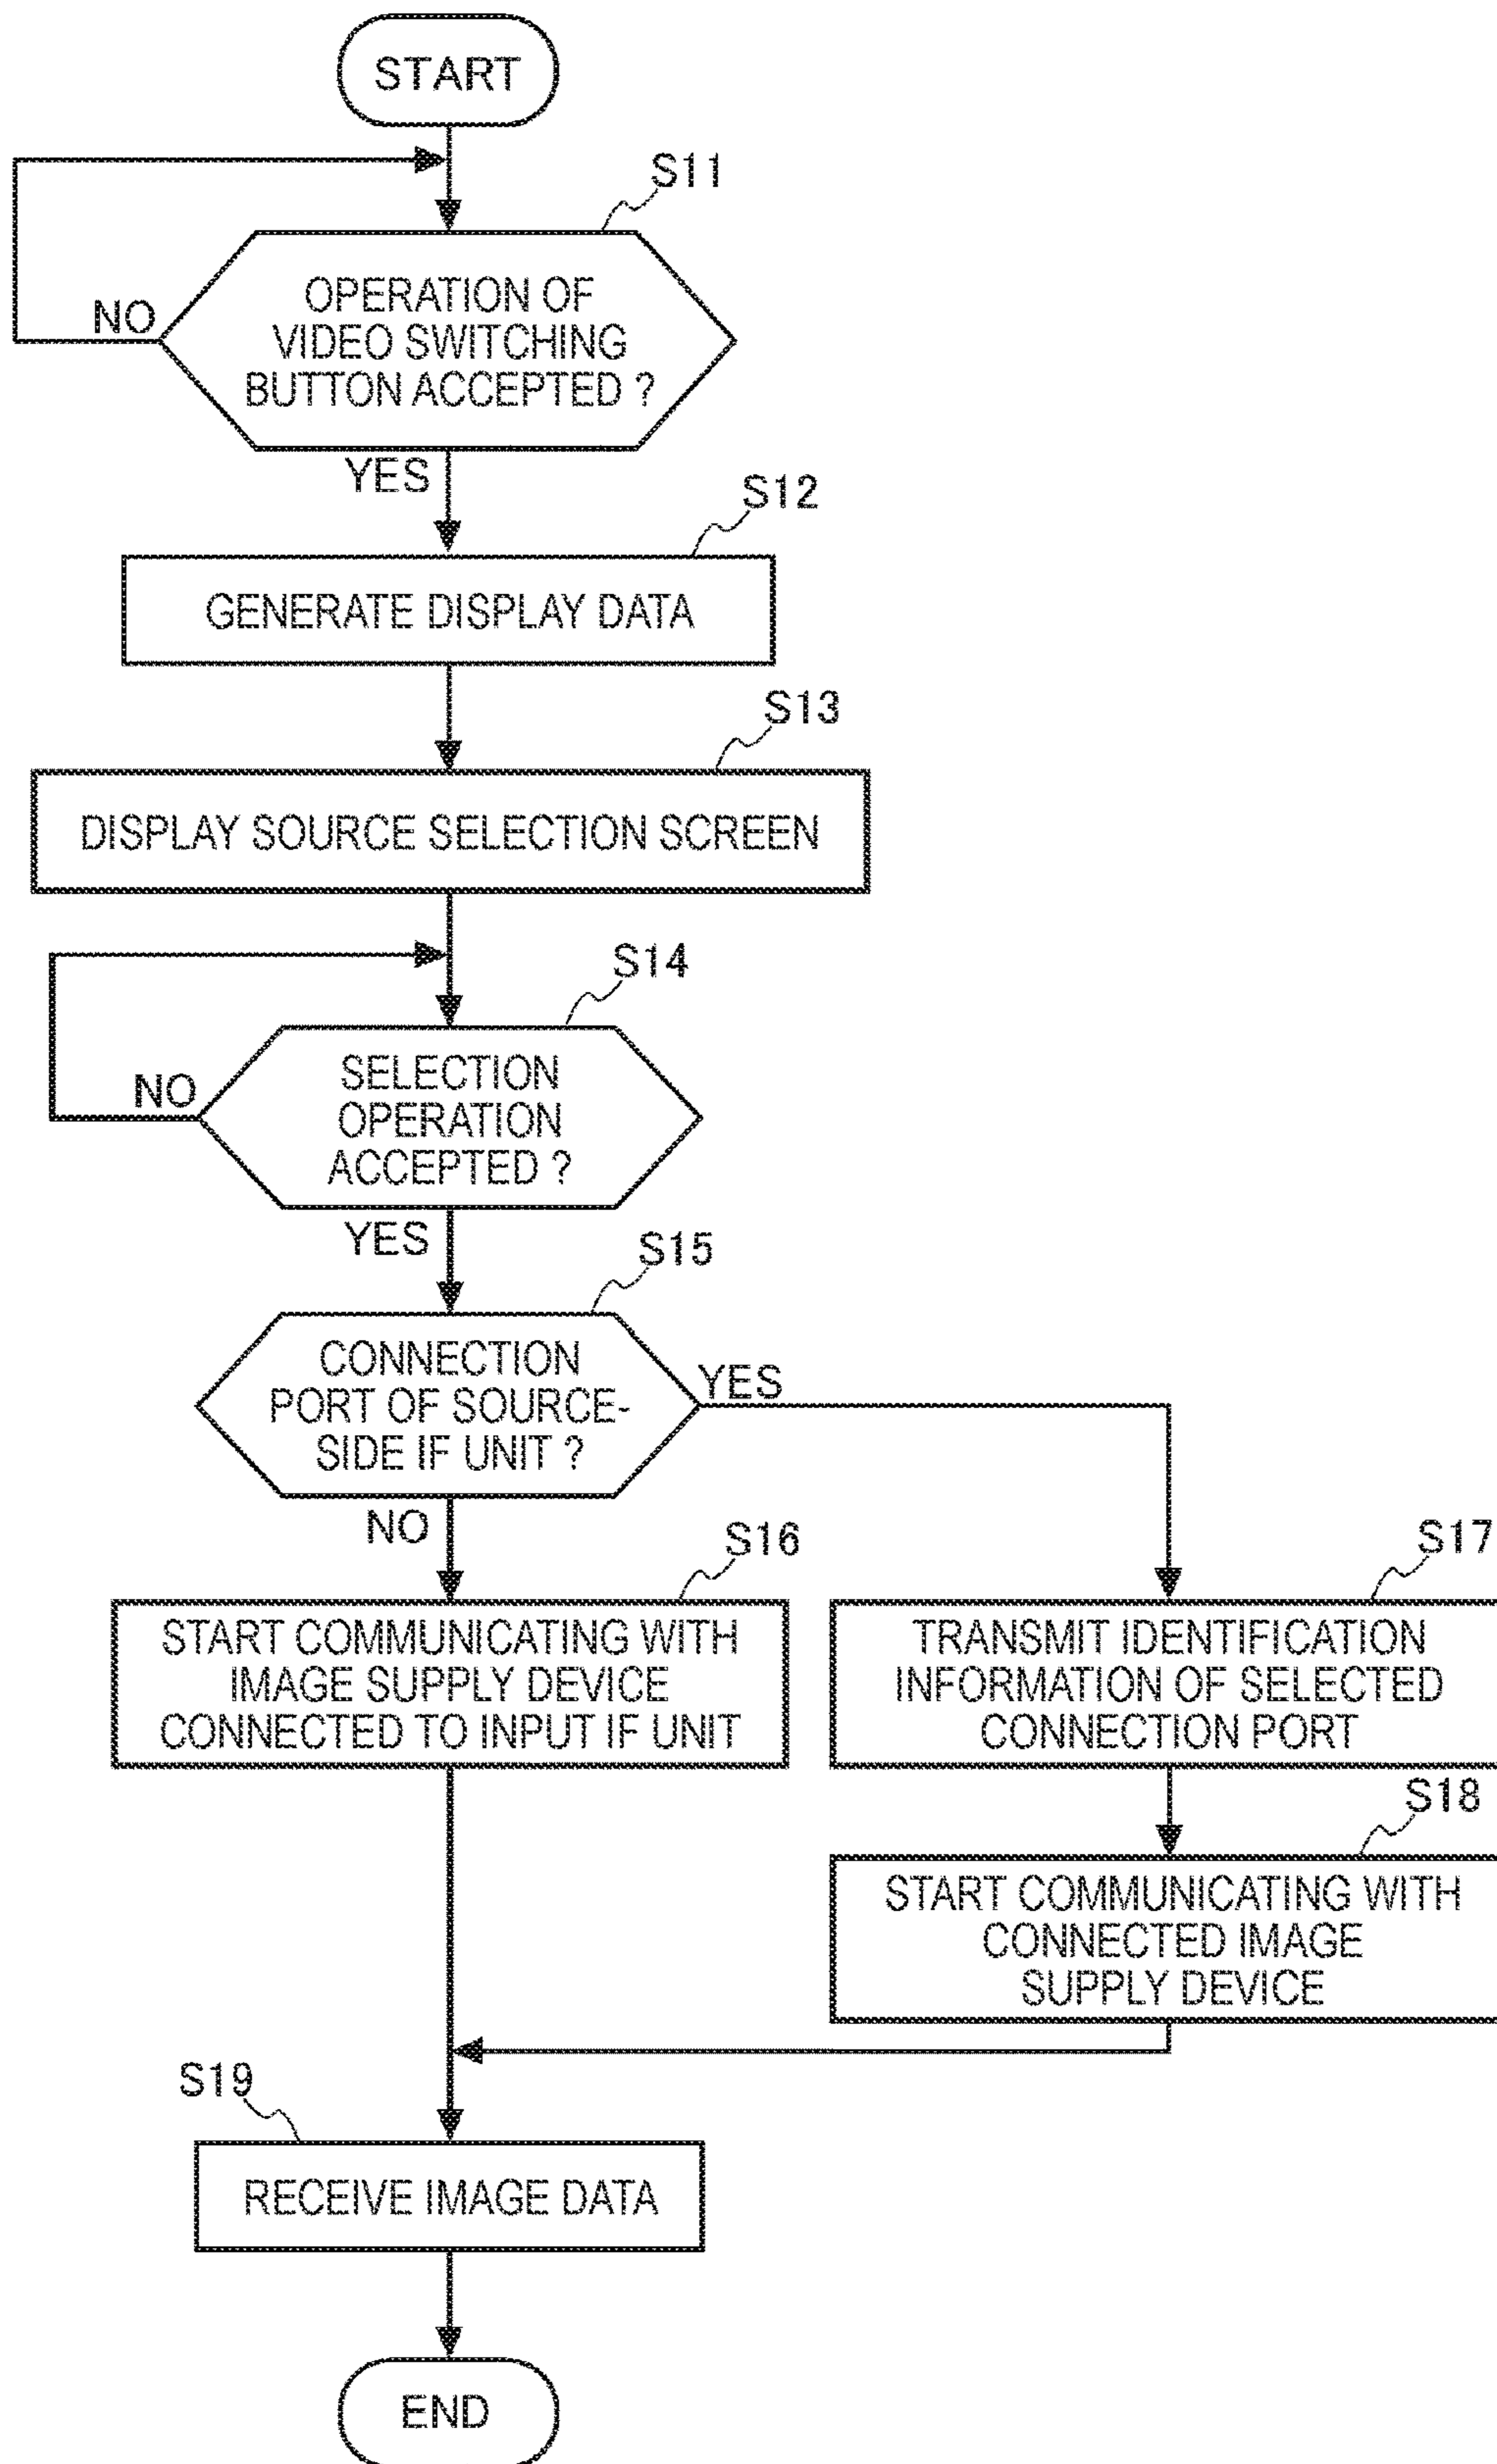 START
S11
OPERATION OF
VIDEO SWITCHING
BUTTON ACCEPTED ?
NO
YES
S12
GENERATE DISPLAY DATA
S13
DISPLAY SOURCE SELECTION SCREEN
S14
SELECTION
OPERATION
ACCEPTED ?
NO
YES
S15
CONNECTION
PORT OF SOURCE-
SIDE IF UNIT ?
YES
NO
S16
START COMMUNICATING WITH
IMAGE SUPPLY DEVICE
CONNECTED TO INPUT IF UNIT
S17
TRANSMIT IDENTIFICATION
INFORMATION OF SELECTED
CONNECTION PORT
S18
START COMMUNICATING WITH
CONNECTED IMAGE
SUPPLY DEVICE
S19
RECEIVE IMAGE DATA
END